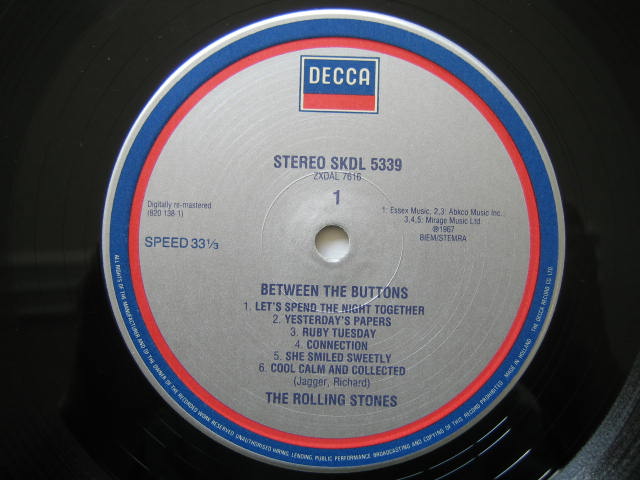 DECCA
STEREO SKDL 5339
ZXDAL 7616
1
Digitally re-mastered
(820 138-1)
SPEED 33 1/3
1: Essex Music, 2,3: Abkco Music Inc.,
3,4,5: Mirage Music Ltd.
℗1967
BIEM/STEMRA
BETWEEN THE BUTTONS
1. LET'S SPEND THE NIGHT TOGETHER
2. YESTERDAY'S PAPERS
3. RUBY TUESDAY
4. CONNECTION
5. SHE SMILED SWEETLY
6. COOL CALM AND COLLECTED
(Jagger, Richard)
THE ROLLING STONES
ALL RIGHTS OF THE MANUFACTURER AND OF THE OWNER OF THE RECORDED WORK RESERVED UNAUTHORISED HIRING, LENDING, PUBLIC PERFORMANCE BROADCASTING AND COPYING OF THIS RECORD PROHIBITED MADE IN HOLLAND · THE DECCA RECORD CO LTD.